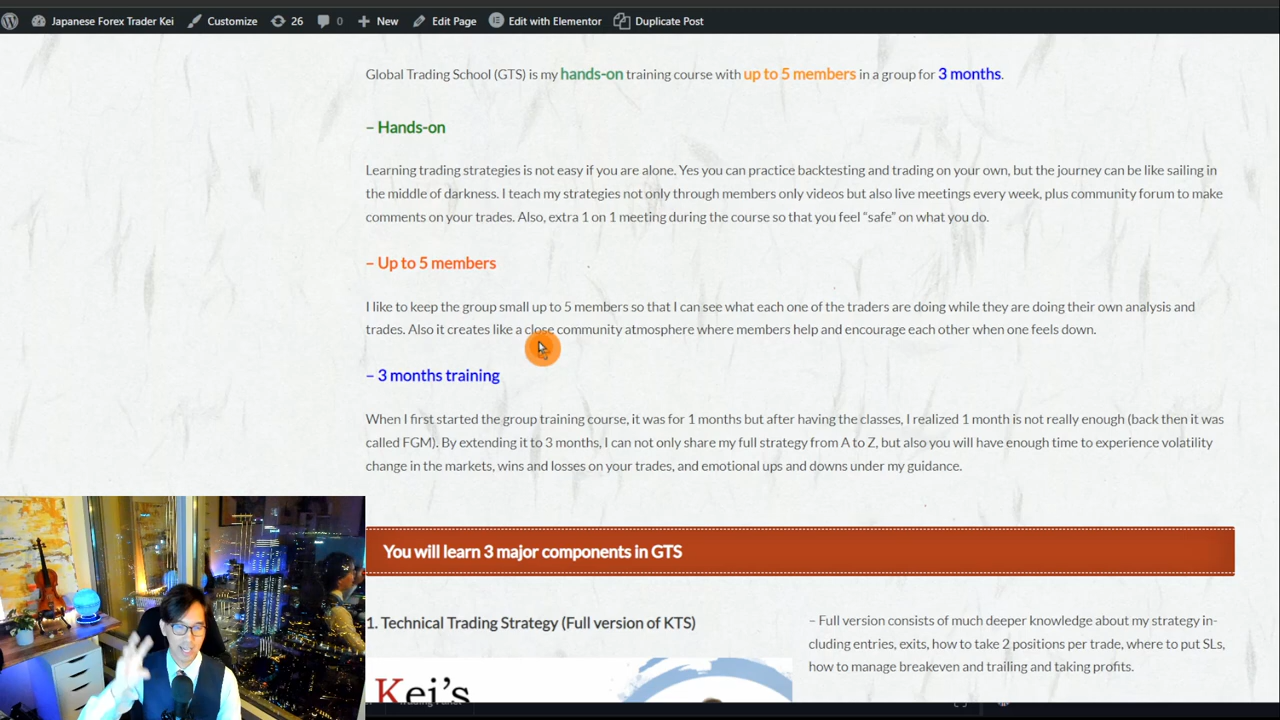 Japanese Forex Trader Kei Customize 26 0 New Edit Page Edit with Elementor Duplicate Post
Global Trading School (GTS) is my hands-on training course with up to 5 members in a group for 3 months.
– Hands-on
Learning trading strategies is not easy if you are alone. Yes you can practice backtesting and trading on your own, but the journey can be like sailing in
the middle of darkness. I teach my strategies not only through members only videos but also live meetings every week, plus community forum to make
comments on your trades. Also, extra 1 on 1 meeting during the course so that you feel “safe” on what you do.
– Up to 5 members
I like to keep the group small up to 5 members so that I can see what each one of the traders are doing while they are doing their own analysis and
trades. Also it creates like a close community atmosphere where members help and encourage each other when one feels down.
– 3 months training
When I first started the group training course, it was for 1 months but after having the classes, I realized 1 month is not really enough (back then it was
called FGM). By extending it to 3 months, I can not only share my full strategy from A to Z, but also you will have enough time to experience volatility
change in the markets, wins and losses on your trades, and emotional ups and downs under my guidance.
You will learn 3 major components in GTS
1. Technical Trading Strategy (Full version of KTS)
Kei's
– Full version consists of much deeper knowledge about my strategy in-
cluding entries, exits, how to take 2 positions per trade, where to put SLs,
how to manage breakeven and trailing and taking profits.